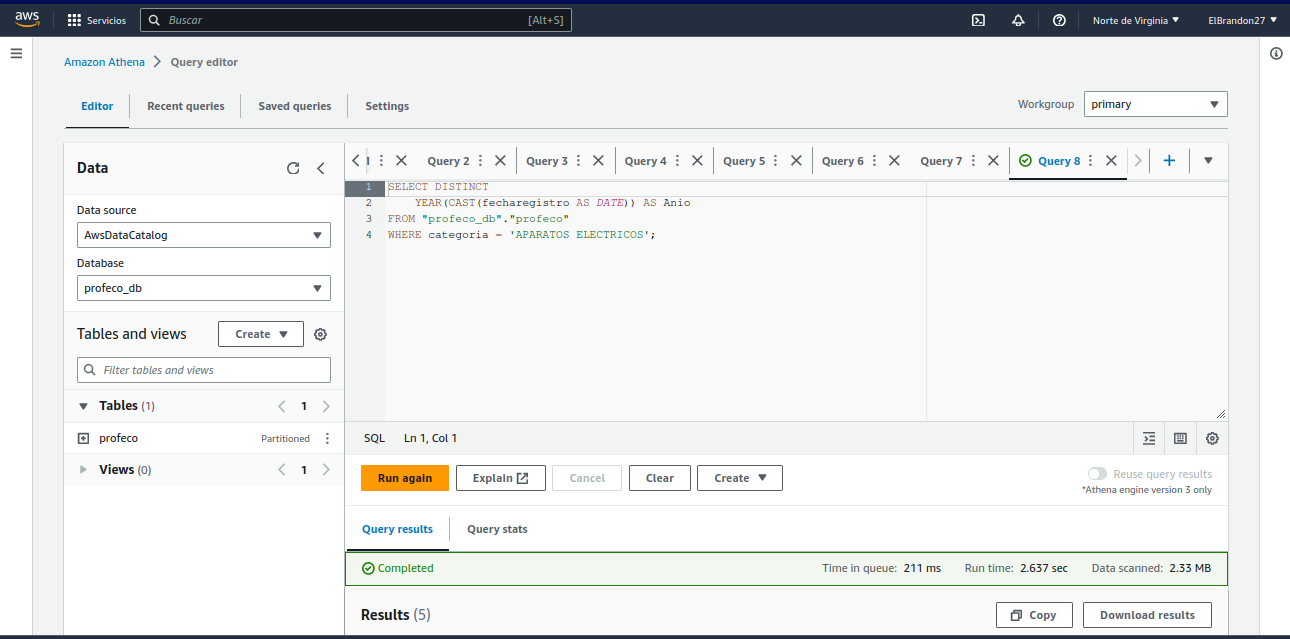 aws Servicios Buscar [Alt+S] Norte de Virginia ElBrandon27
Amazon Athena Query editor
Editor Recent queries Saved queries Settings Workgroup primary
Data
Data source
AwsDataCatalog
Database
profeco_db
Tables and views Create
Filter tables and views
Tables (1) 1
profeco Partitioned
Views (0) 1
1 Query 2 Query 3 Query 4 Query 5 Query 6 Query 7 Query 8
1 SELECT DISTINCT
2 YEAR(CAST(fecharegistro AS DATE)) AS Anio
3 FROM "profeco_db"."profeco"
4 WHERE categoria = 'APARATOS ELECTRICOS';
SQL Ln 1, Col 1
Run again Explain Cancel Clear Create Reuse query results
*Athena engine version 3 only
Query results Query stats
Completed Time in queue: 211 ms Run time: 2.637 sec Data scanned: 2.33 MB
Results (5) Copy Download results